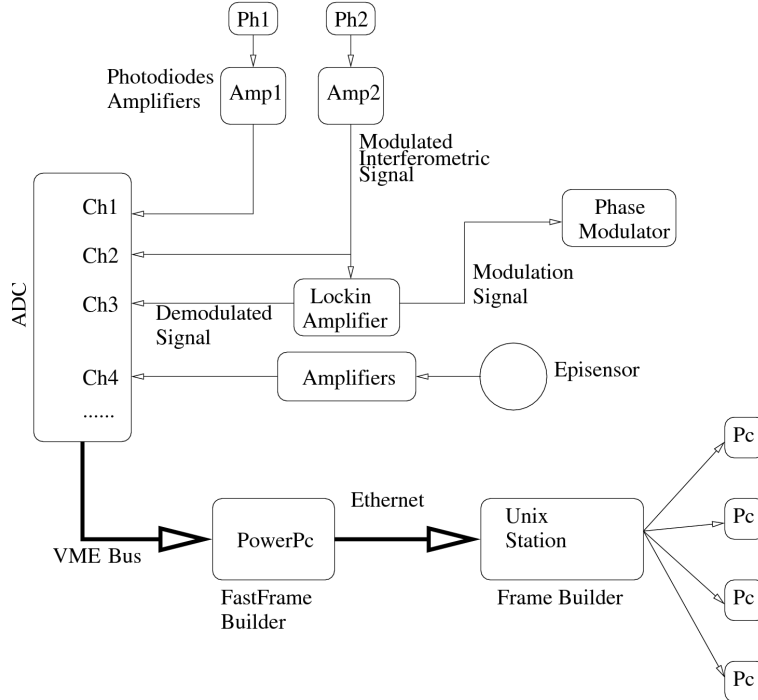 Ph1
Ph2
Photodiodes
Amplifiers
Amp1
Amp2
Modulated
Interferometric
Signal
Ch1
Phase
Modulator
Ch2
Modulation
Signal
ADC
Ch3
Demodulated
Signal
Lockin
Amplifier
Ch4
Amplifiers
Episensor
......
Pc
Ethernet
Unix
Station
Pc
PowerPc
VME Bus
FastFrame
Builder
Frame Builder
Pc
Pc